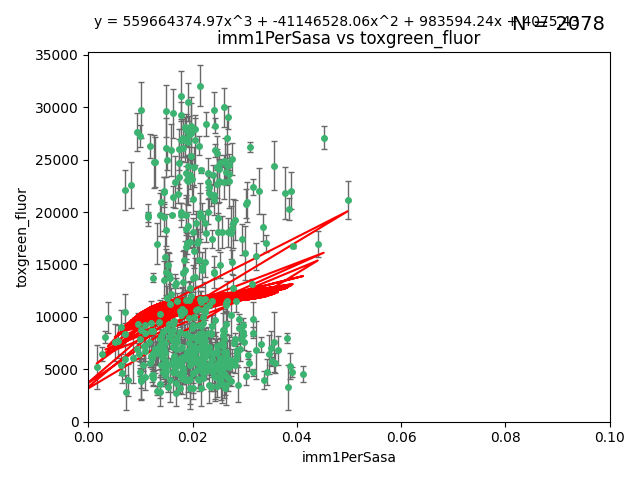 y = 559664374.97x^3 + -41146528.06x^2 + 983594.24x + 4075.43
N = 2078
imm1PerSasa vs toxgreen_fluor
35000
30000
25000
20000
15000
10000
5000
0
toxgreen_fluor
0.00 0.02 0.04 0.06 0.08 0.10
imm1PerSasa